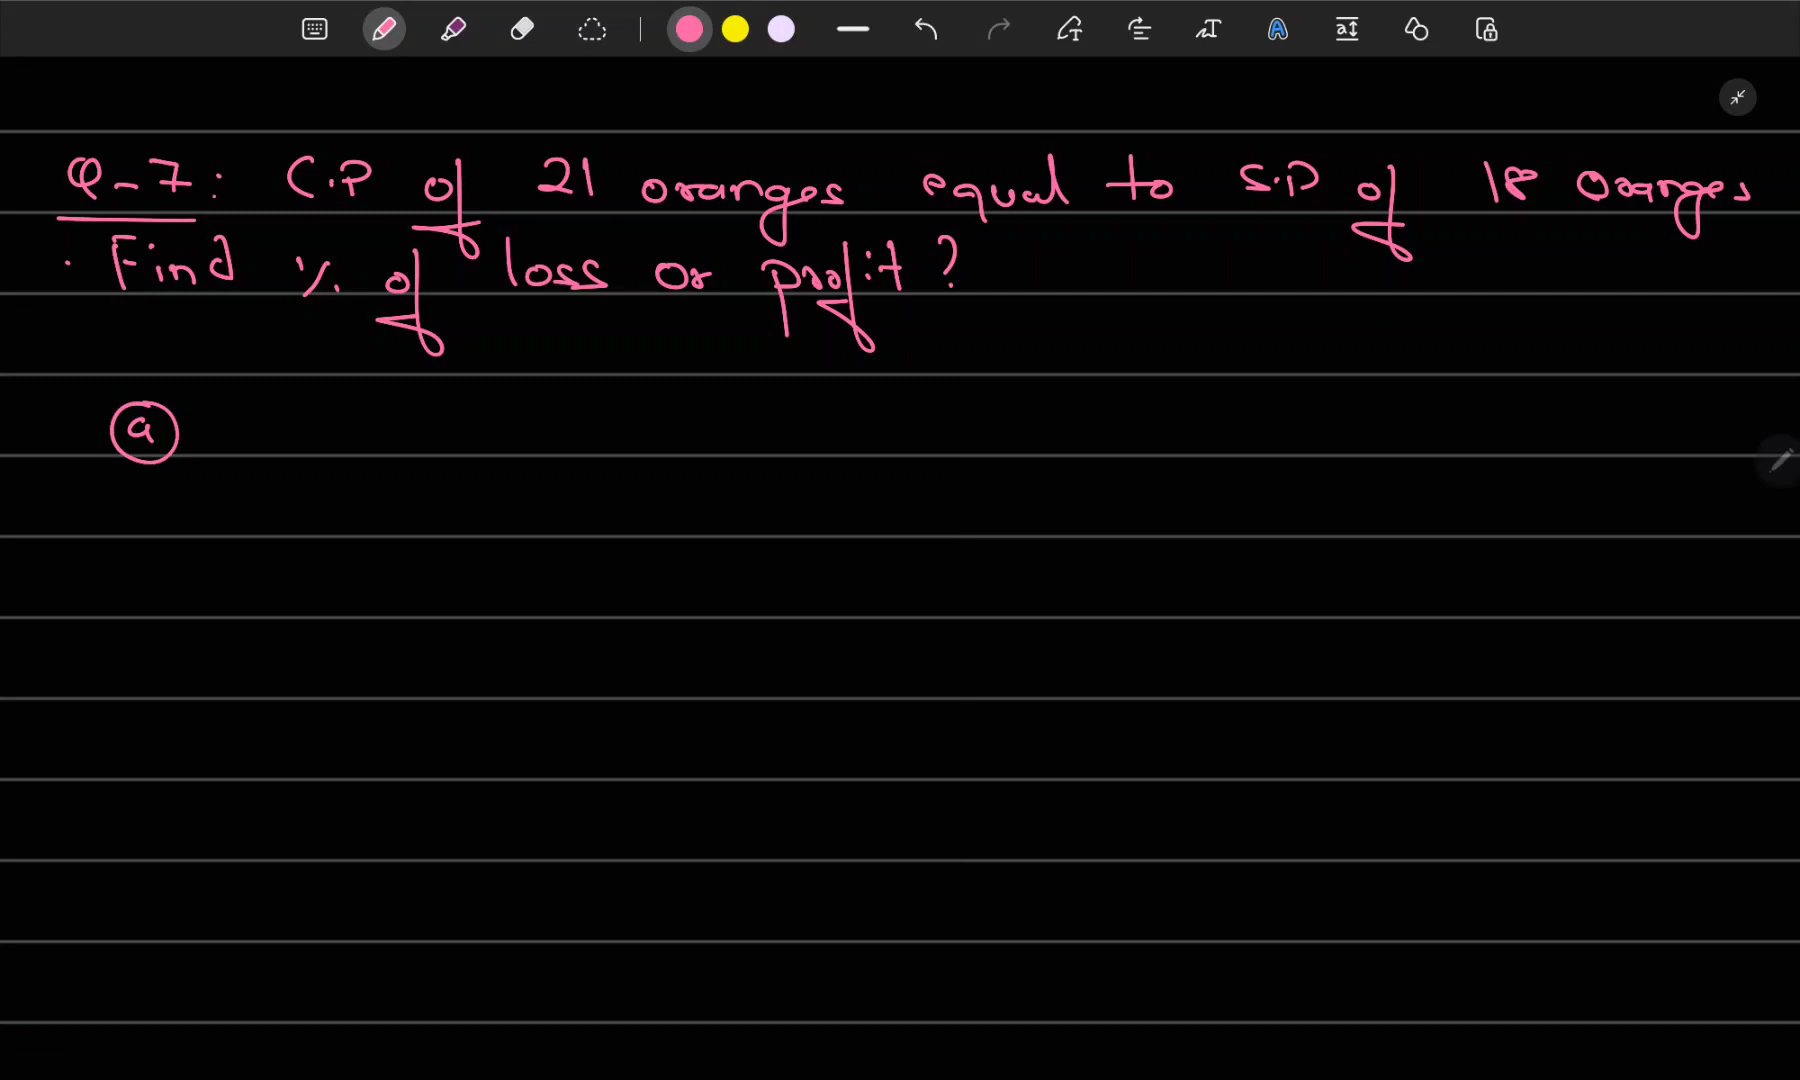 Q-7: C.P of 21 oranges equal to S.P of 18 oranges
. Find % of loss or profit?
a